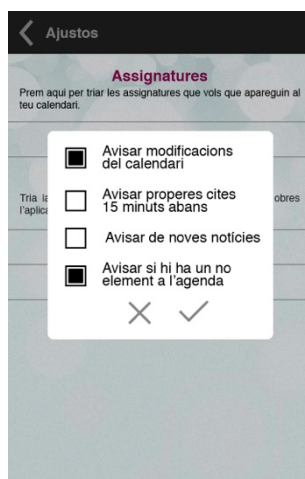 Ajustos
Assignatures
Prem aqui per triar les assignatures que vols que apareguin al
teu calendari.
Avisar modificacions
del calendari
Tria la obres
l'aplica
Avisar properes cites
15 minuts abans
Avisar de noves notícies
Avisar si hi ha un no
element a l'agenda